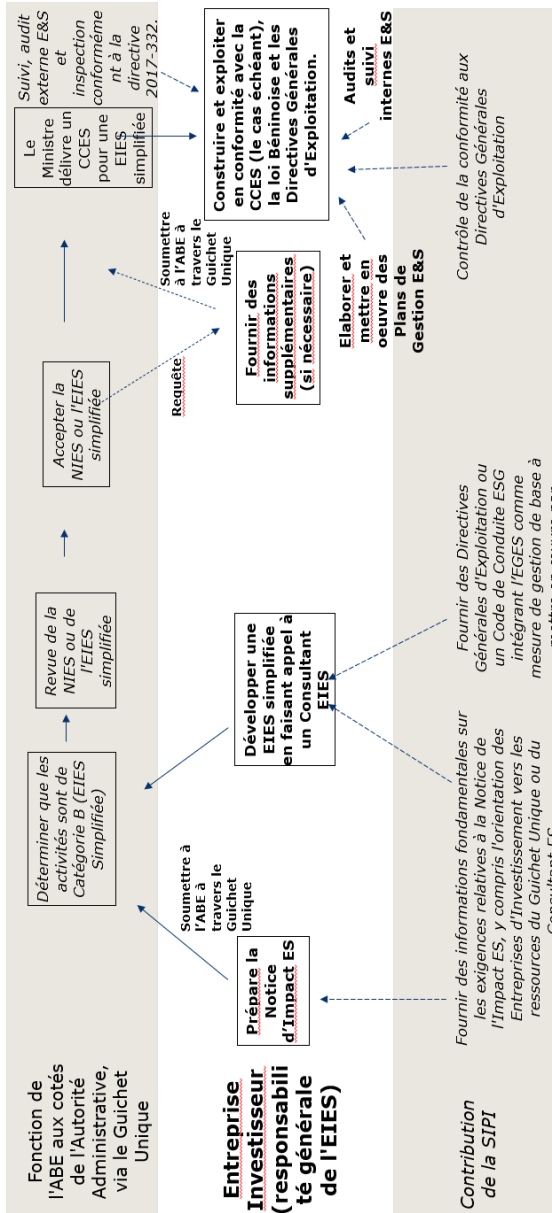 Fonction de
l'ABE aux cotés
de l'Autorité
Administrative,
via le Guichet
Unique
Déterminer que les
activités sont de
Catégorie B (EIES
Simplifiée)
Revue de la
NIES ou de
l'EIES
simplifiée
Accepter la
NIES ou l'EIES
simplifiée
Le
Ministre
délivre un
CCES
pour une
EIES
simplifiée
Suivi, audit
externe E&S
et
inspection
conforméme
nt à la
directive
2017-332.
Entreprise
Investisseur
(responsabili
té générale
de l'EIES)
Prépare la
Notice
d'Impact ES
Soumettre à
l'ABE à
travers le
Guichet
Unique
Développer une
EIES simplifiée
en faisant appel à
un Consultant
EIES
Requête
Fournir des
informations
supplémentaires
(si nécessaire)
Soumettre
à l'ABE à
travers le
Guichet
Unique
Construire et exploiter
en conformité avec la
CCES (le cas échéant),
la loi Béninoise et les
Directives Générales
d'Exploitation.
Elaborer et
mettre en
oeuvre des
Plans de
Gestion E&S
Audits et
suivi
internes E&S
Contribution
de la SIPI
Fournir des informations fondamentales sur
les exigences relatives à la Notice de
l'Impact ES, y compris l'orientation des
Entreprises d'Investissement vers les
ressources du Guichet Unique ou du
Consultant ES
Fournir des Directives
Générales d'Exploitation ou
un Code de Conduite ESG
intégrant l'EGES comme
mesure de gestion de base à
Contrôle de la conformité aux
Directives Générales
d'Exploitation